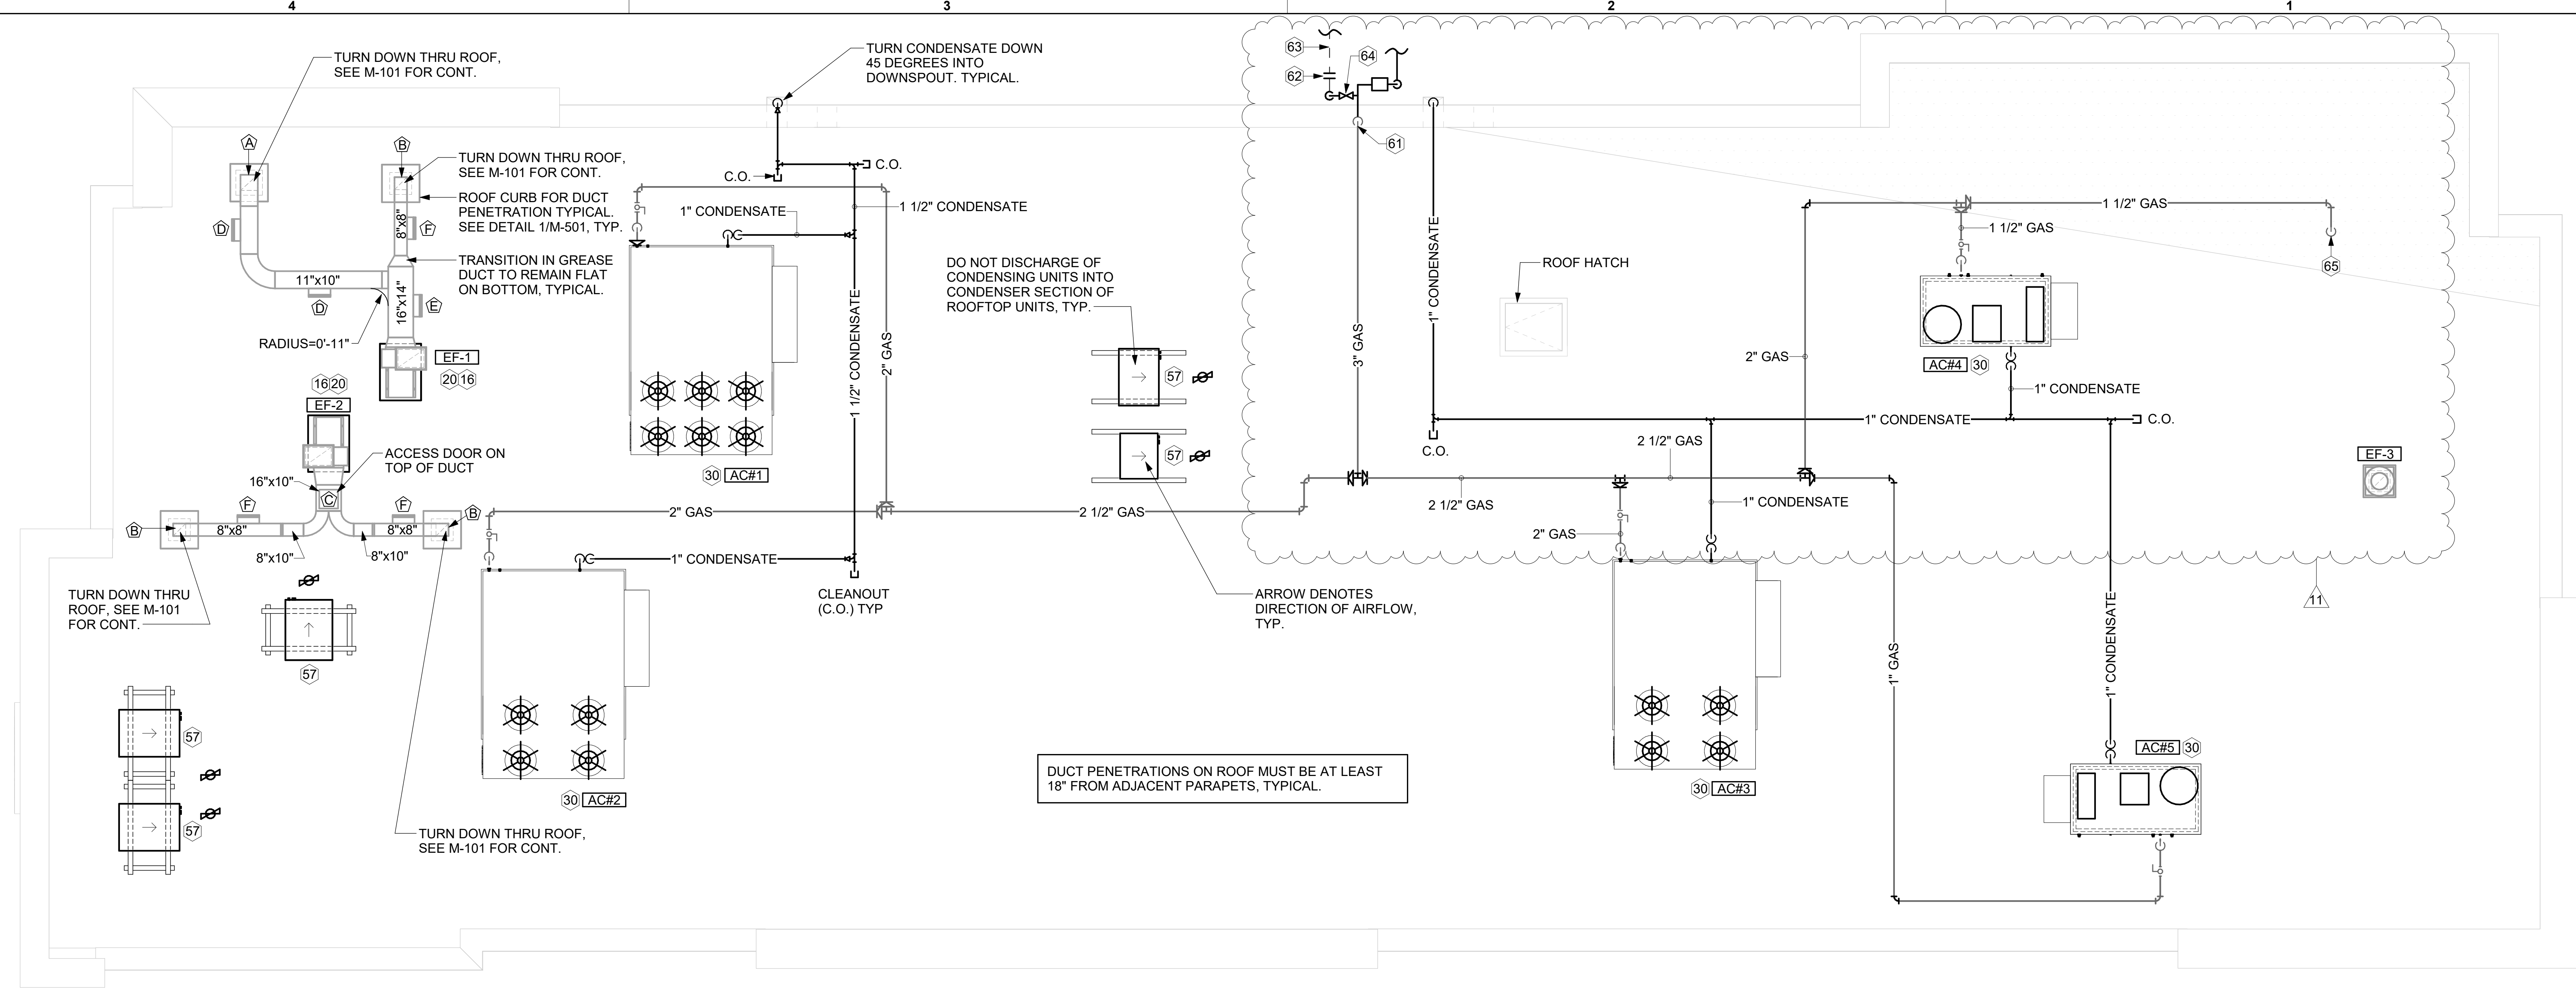 4
3
2
1
TURN DOWN THRU ROOF,
SEE M-101 FOR CONT.
TURN CONDENSATE DOWN
45 DEGREES INTO
DOWNSPOUT. TYPICAL.
63
64
62
61
A
B
TURN DOWN THRU ROOF,
SEE M-101 FOR CONT.
ROOF CURB FOR DUCT
PENETRATION TYPICAL.
SEE DETAIL 1/M-501, TYP.
8"x8"
D
F
TRANSITION IN GREASE
DUCT TO REMAIN FLAT
ON BOTTOM, TYPICAL.
11"x10"
D
16"x14"
E
RADIUS=0'-11"
EF-1
20
16
16
20
EF-2
ACCESS DOOR ON
TOP OF DUCT
16"x10"
C
F
F
B
B
8"x8"
8"x8"
8"x10"
8"x10"
TURN DOWN THRU
ROOF, SEE M-101
FOR CONT.
57
57
57
TURN DOWN THRU ROOF,
SEE M-101 FOR CONT.
C.O.
C.O.
1" CONDENSATE
1 1/2" CONDENSATE
1 1/2" CONDENSATE
2" GAS
30
AC#1
2" GAS
2 1/2" GAS
1" CONDENSATE
CLEANOUT
(C.O.) TYP
30
AC#2
DO NOT DISCHARGE OF
CONDENSING UNITS INTO
CONDENSER SECTION OF
ROOFTOP UNITS, TYP.
57
57
ARROW DENOTES
DIRECTION OF AIRFLOW,
TYP.
DUCT PENETRATIONS ON ROOF MUST BE AT LEAST
18" FROM ADJACENT PARAPETS, TYPICAL.
3" GAS
1" CONDENSATE
ROOF HATCH
C.O.
2 1/2" GAS
2 1/2" GAS
2" GAS
1" CONDENSATE
30
AC#3
2" GAS
1 1/2" GAS
1 1/2" GAS
65
AC#4
30
1" CONDENSATE
1" CONDENSATE
C.O.
EF-3
11
1" GAS
1" CONDENSATE
AC#5
30